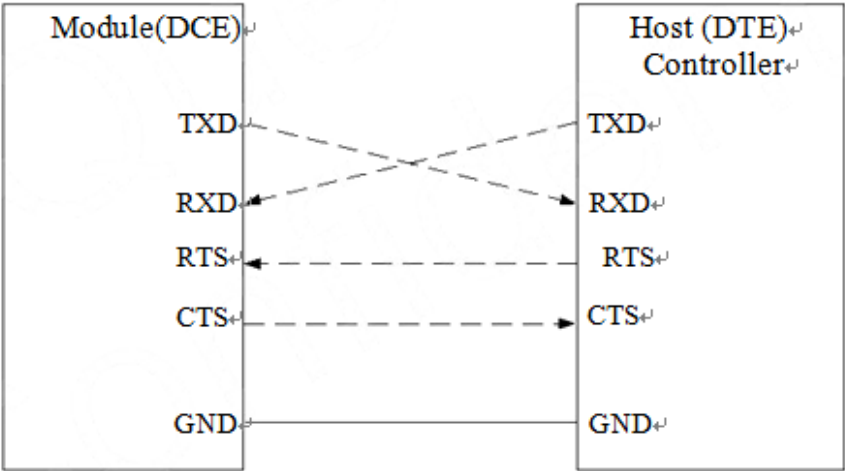 Module(DCE)
Host (DTE)
Controller
TXD
TXD
RXD
RXD
RTS
RTS
CTS
CTS
GND
GND